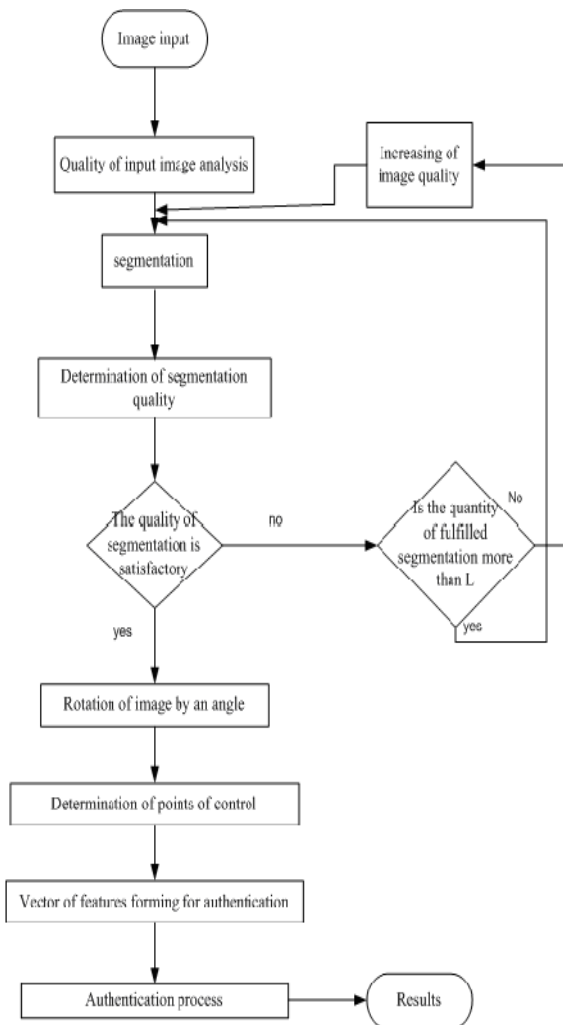 Image input
Quality of input image analysis
Increasing of
image quality
segmentation
Determination of segmentation
quality
The quality of
segmentation is
satisfactory
no
Is the quantity
of fulfilled
segmentation more
than L
No
yes
yes
Rotation of image by an angle
Determination of points of control
Vector of features forming for authentication
Authentication process
Results